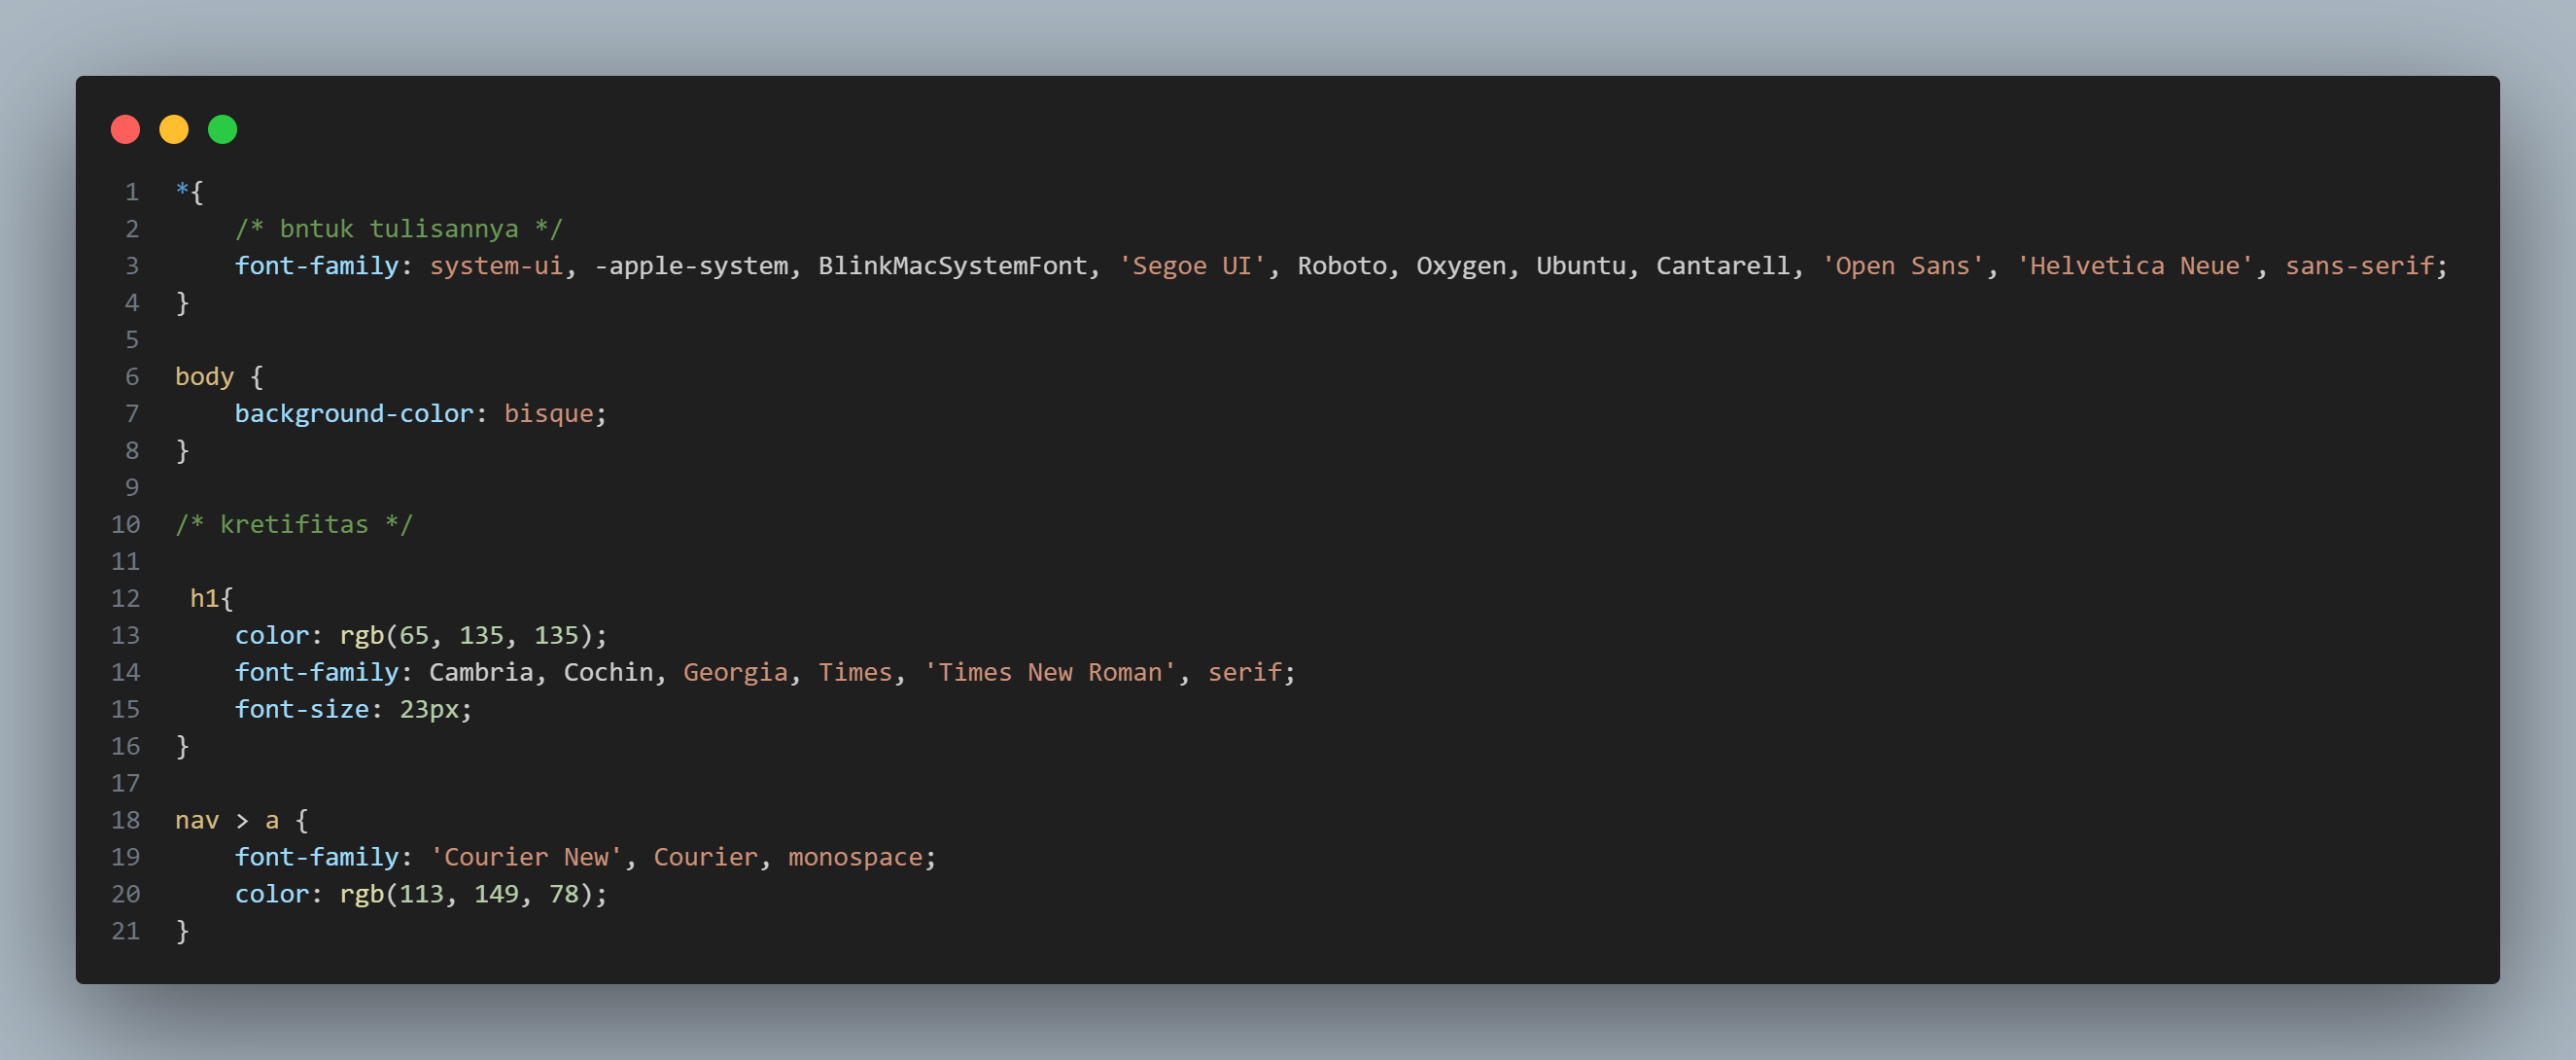 1 *{
2 /* bntuk tulisannya */
3 font-family: system-ui, -apple-system, BlinkMacSystemFont, 'Segoe UI', Roboto, Oxygen, Ubuntu, Cantarell, 'Open Sans', 'Helvetica Neue', sans-serif;
4 }
5
6 body {
7 background-color: bisque;
8 }
9
10 /* kretifitas */
11
12 h1{
13 color: rgb(65, 135, 135);
14 font-family: Cambria, Cochin, Georgia, Times, 'Times New Roman', serif;
15 font-size: 23px;
16 }
17
18 nav > a {
19 font-family: 'Courier New', Courier, monospace;
20 color: rgb(113, 149, 78);
21 }